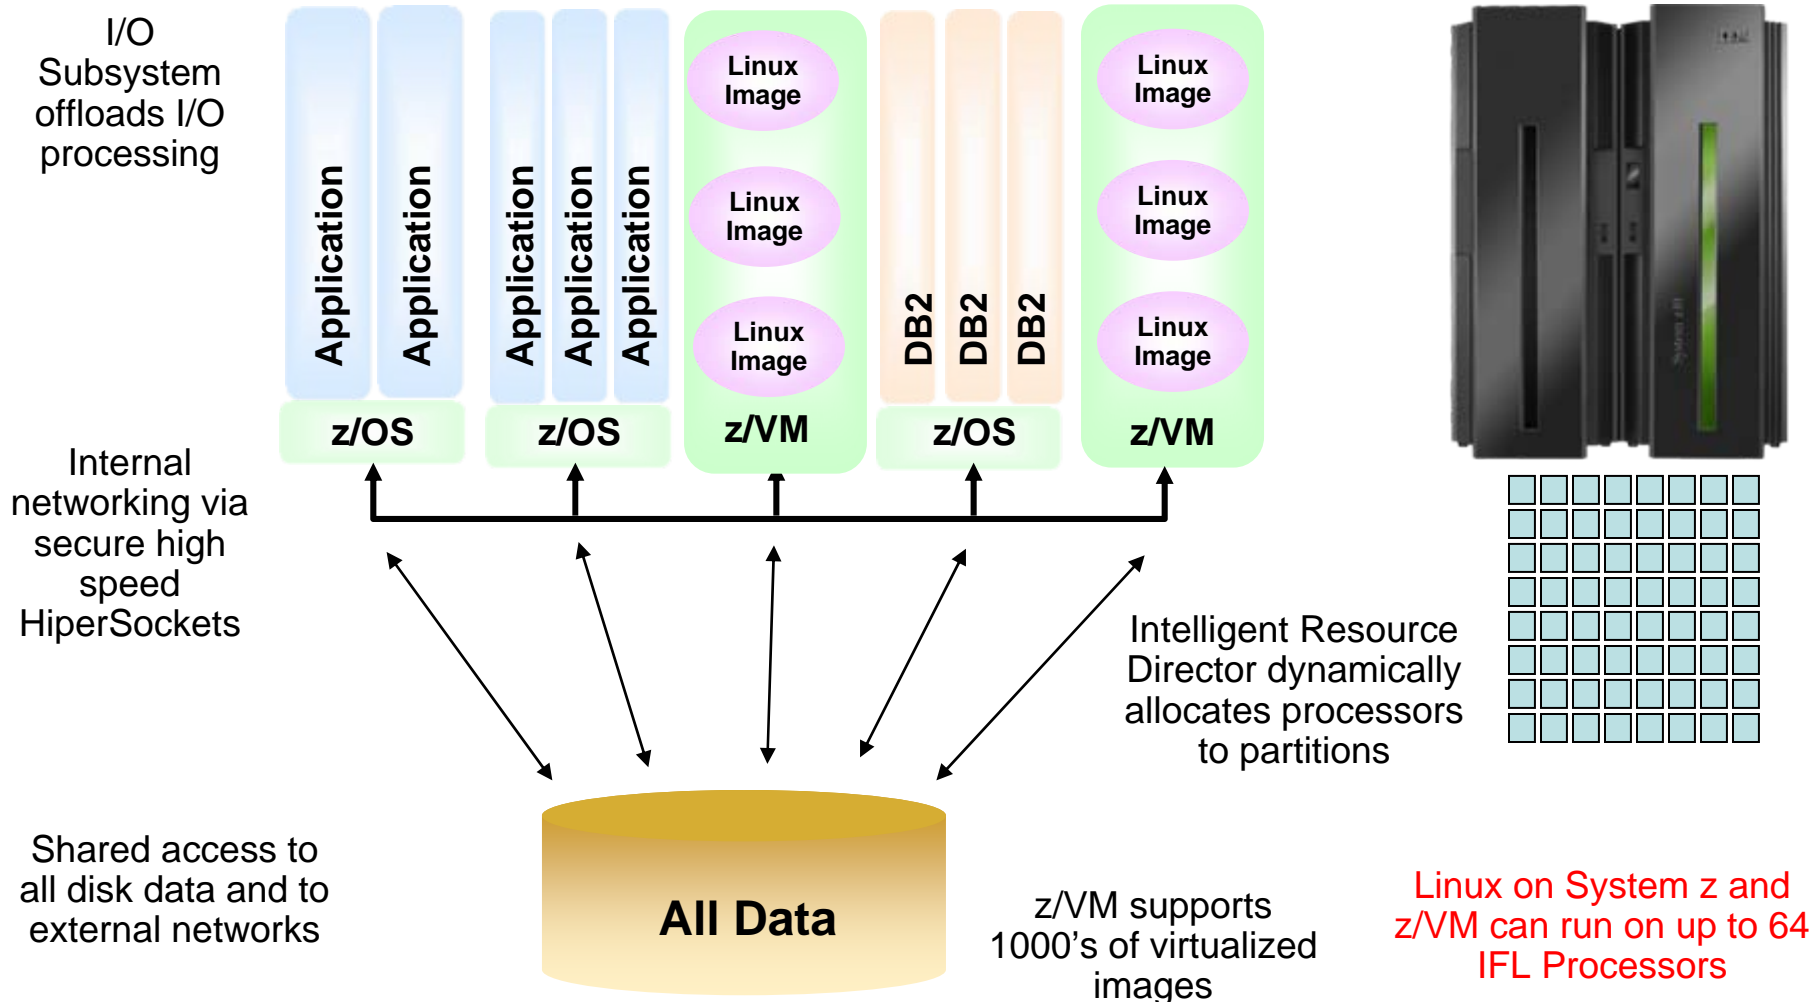 I/O
Subsystem
offloads I/O
processing
Application
Application
Application
Application
Application
Linux
Image
Linux
Image
Linux
Image
DB2
DB2
DB2
Linux
Image
Linux
Image
Linux
Image
z/OS
z/OS
z/VM
z/OS
z/VM
Internal
networking via
secure high
speed
HiperSockets
Intelligent Resource
Director dynamically
allocates processors
to partitions
Shared access to
all disk data and to
external networks
All Data
z/VM supports
1000's of virtualized
images
Linux on System z and
z/VM can run on up to 64
IFL Processors